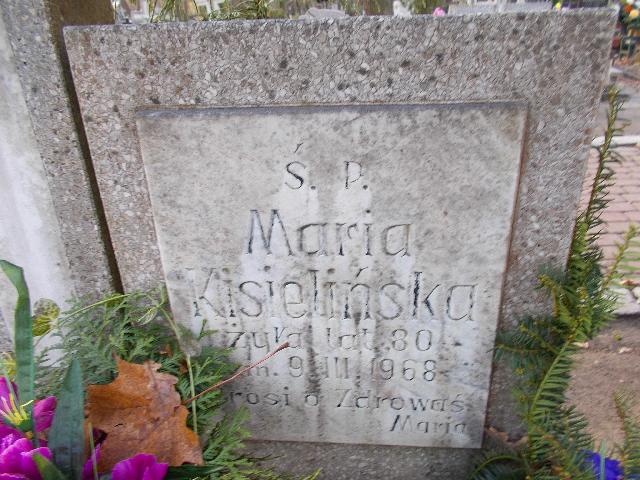 Ś. P.
Maria
Kisielińska
żyła lat 80
zm. 9 III 1968
Prosi o Zdrowaś
Maria